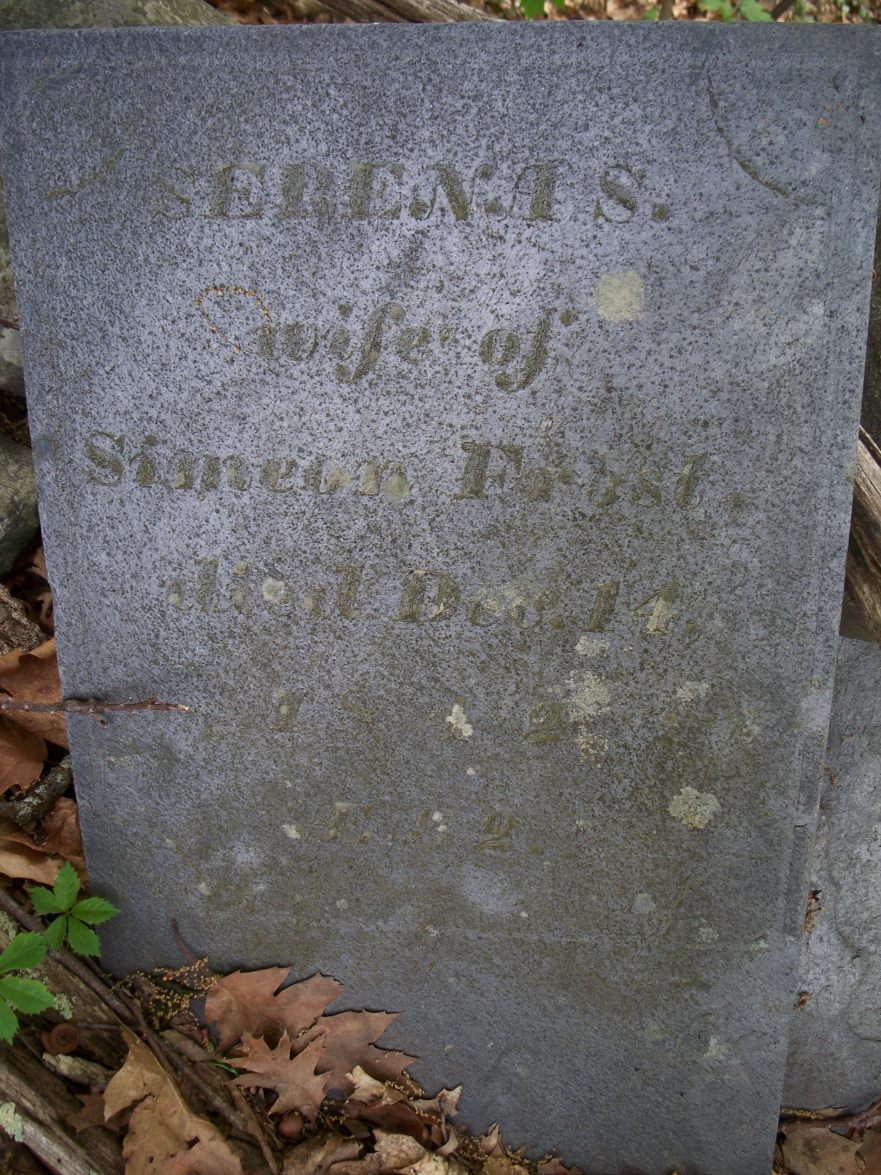 SERENA S.
wife of
Simeon Frost.
died Dec. 14.